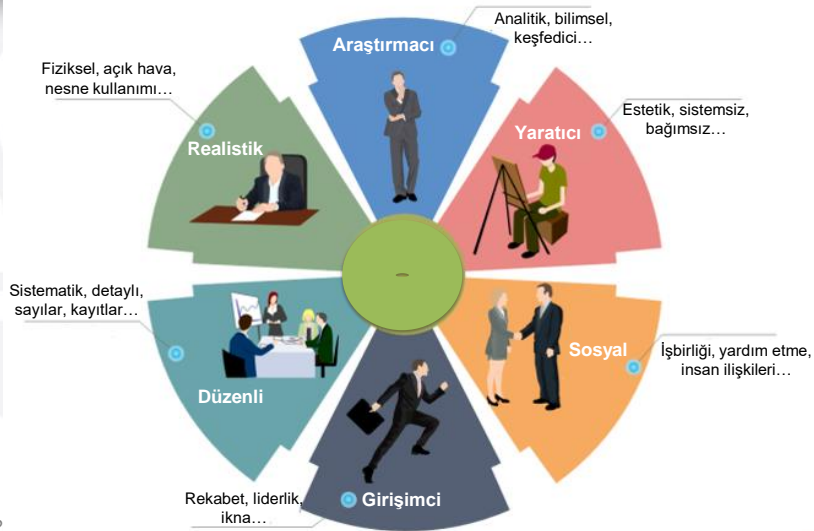 Araştırmacı
Analitik, bilimsel,
keşfedici…
Yaratıcı
Estetik, sistemsiz,
bağımsız…
Sosyal
İşbirliği, yardım etme,
insan ilişkileri…
Girişimci
Rekabet, liderlik,
ikna…
Düzenli
Sistematik, detaylı,
sayılar, kayıtlar…
Realistik
Fiziksel, açık hava,
nesne kullanımı…